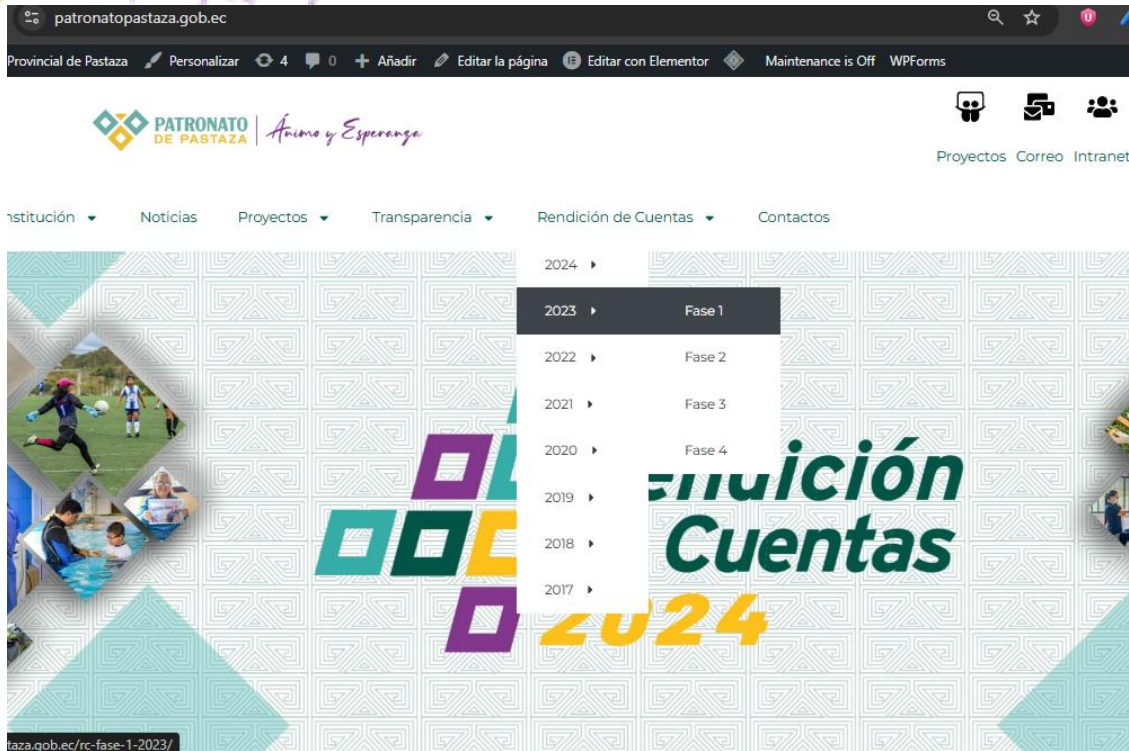 patronatopastaza.gob.ec
Provincial de Pastaza Personalizar 4 0 + Añadir Editar la página Editar con Elementor Maintenance is Off WPForms
PATRONATO
DE PASTAZA
Ánimo y Esperanza
Proyectos Correo Intranet
nstitución Noticias Proyectos Transparencia Rendición de Cuentas Contactos
2024
2023 Fase 1
2022 Fase 2
2021 Fase 3
2020 Fase 4
2019
2018
2017
endición
Cuentas
2024
taza.gob.ec/rc-fase-1-2023/